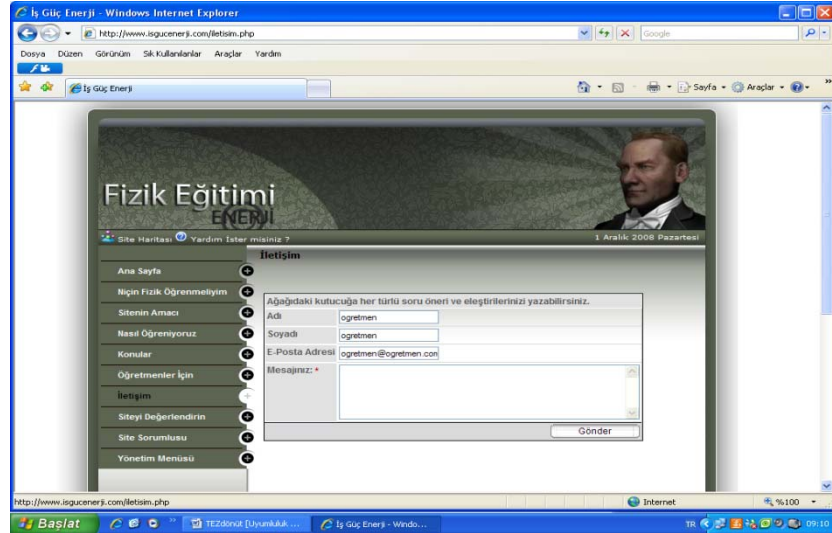 İş Güç Enerji - Windows Internet Explorer
http://www.isgucenerji.com/iletisim.php
Google
Dosya Düzen Görünüm Sık Kullanılanlar Araçlar Yardım
İş Güç Enerji
Sayfa Araçlar
Fizik Eğitimi
ENERJİ
Site Haritası Yardım İster misiniz ?
1 Aralık 2008 Pazartesi
İletişim
Ana Sayfa
Niçin Fizik Öğrenmeliyim
Sitenin Amacı
Nasıl Öğreniyoruz
Konular
Öğretmenler İçin
İletişim
Siteyi Değerlendirin
Site Sorumlusu
Yönetim Menüsü
Ağağıdaki kutucuğa her türlü soru öneri ve eleştirilerinizi yazabilirsiniz.
Adı ogretmen
Soyadı ogretmen
E-Posta Adresi ogretmen@ogretmen.con
Mesajınız: *
Gönder
http://www.isgucenerji.com/iletisim.php
Internet %100
Başlat
TEZdönüt [Uyumluluk ...
İş Güç Enerji - Windo...
TR 09:10